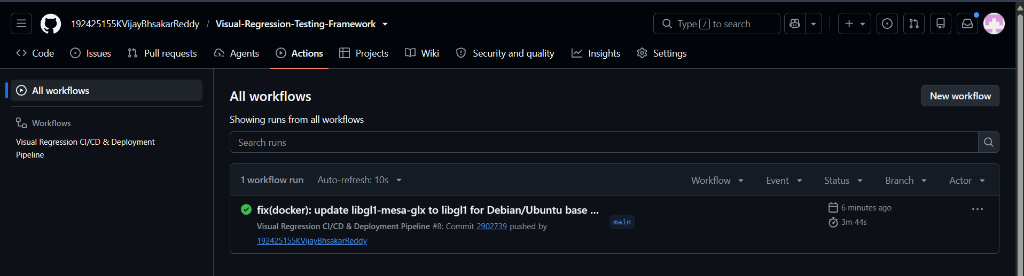 192425155KVijayBhsakarReddy / Visual-Regression-Testing-Framework
Type / to search
Code Issues Pull requests Agents Actions Projects Wiki Security and quality Insights Settings
All workflows
Workflows
Visual Regression CI/CD & Deployment
Pipeline
All workflows
New workflow
Showing runs from all workflows
Search runs
1 workflow run Auto-refresh: 10s Workflow Event Status Branch Actor
fix(docker): update libgl1-mesa-glx to libgl1 for Debian/Ubuntu base ...
Visual Regression CI/CD & Deployment Pipeline #8: Commit 2902739 pushed by
192425155KVijayBhsakarReddy
main
6 minutes ago
3m 44s